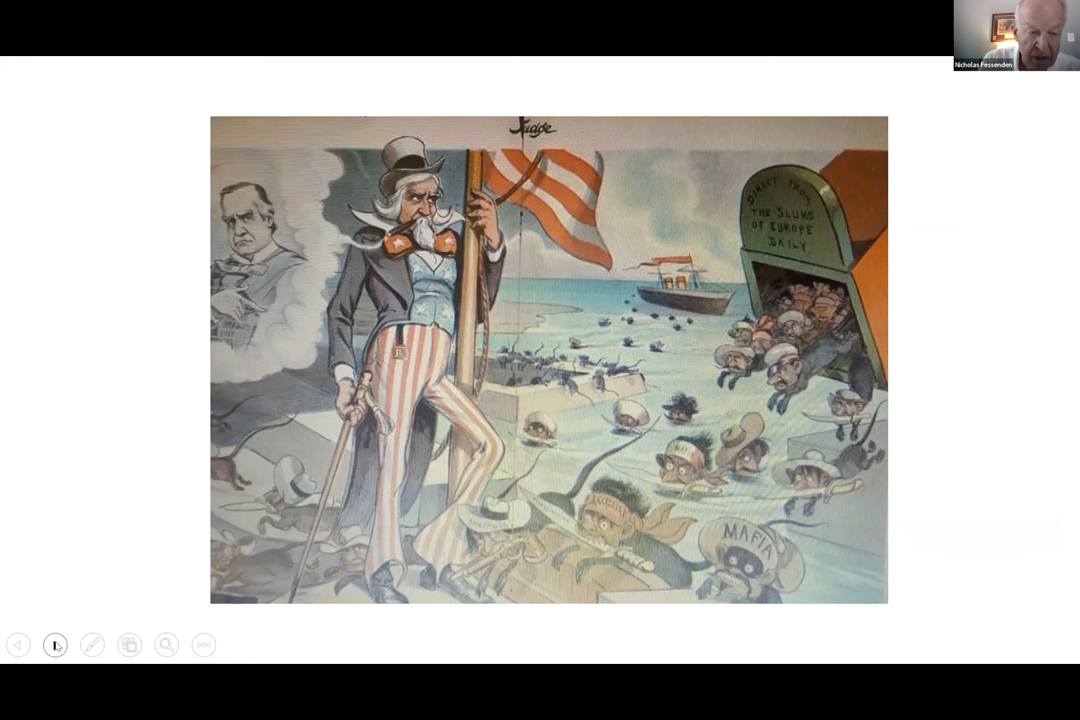 Nicholas Fessenden
Judge
DIRECT FROM
THE SLUMS
OF EUROPE
DAILY
MAFIA